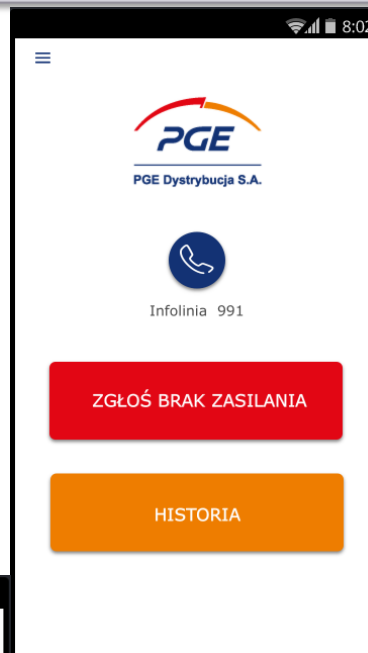 8:02
PGE
PGE Dystrybucja S.A.
Infolinia 991
ZGŁOŚ BRAK ZASILANIA
HISTORIA